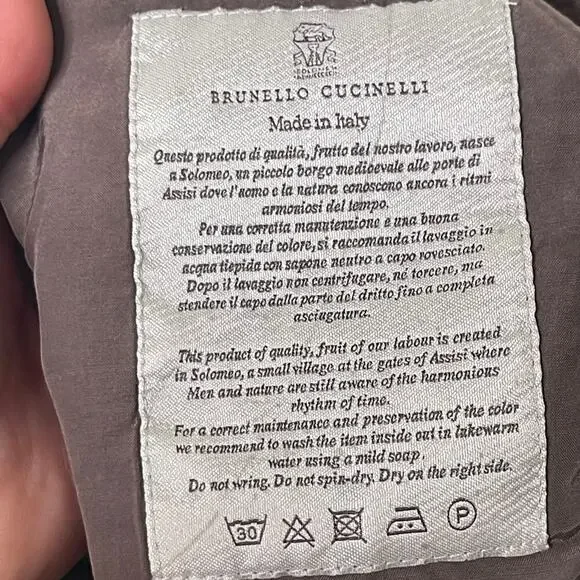 BRUNELLO CUCINELLI
Made in Italy
Questo prodotto di qualità, frutto del nostro lavoro, nasce
a Solomeo, un piccolo borgo medioevale alle porte di
Assisi dove l'uomo e la natura conoscono ancora i ritmi
armoniosi del tempo.
Per una corretta manutenzione e una buona
conservazione del colore, si raccomanda il lavaggio in
acqua tiepida con sapone neutro a capo rovesciato.
Dopo il lavaggio non centrifugare, né torcere, ma
stendere il capo dalla parte del dritto fino a completa
asciugatura.
This product of quality, fruit of our labour is created
in Solomeo, a small village at the gates of Assisi where
Men and nature are still aware of the harmonious
rhythm of time.
For a correct maintenance and preservation of the color
we recommend to wash the item inside out in lukewarm
water using a mild soap.
Do not wring. Do not spin-dry. Dry on the right side.
30 P